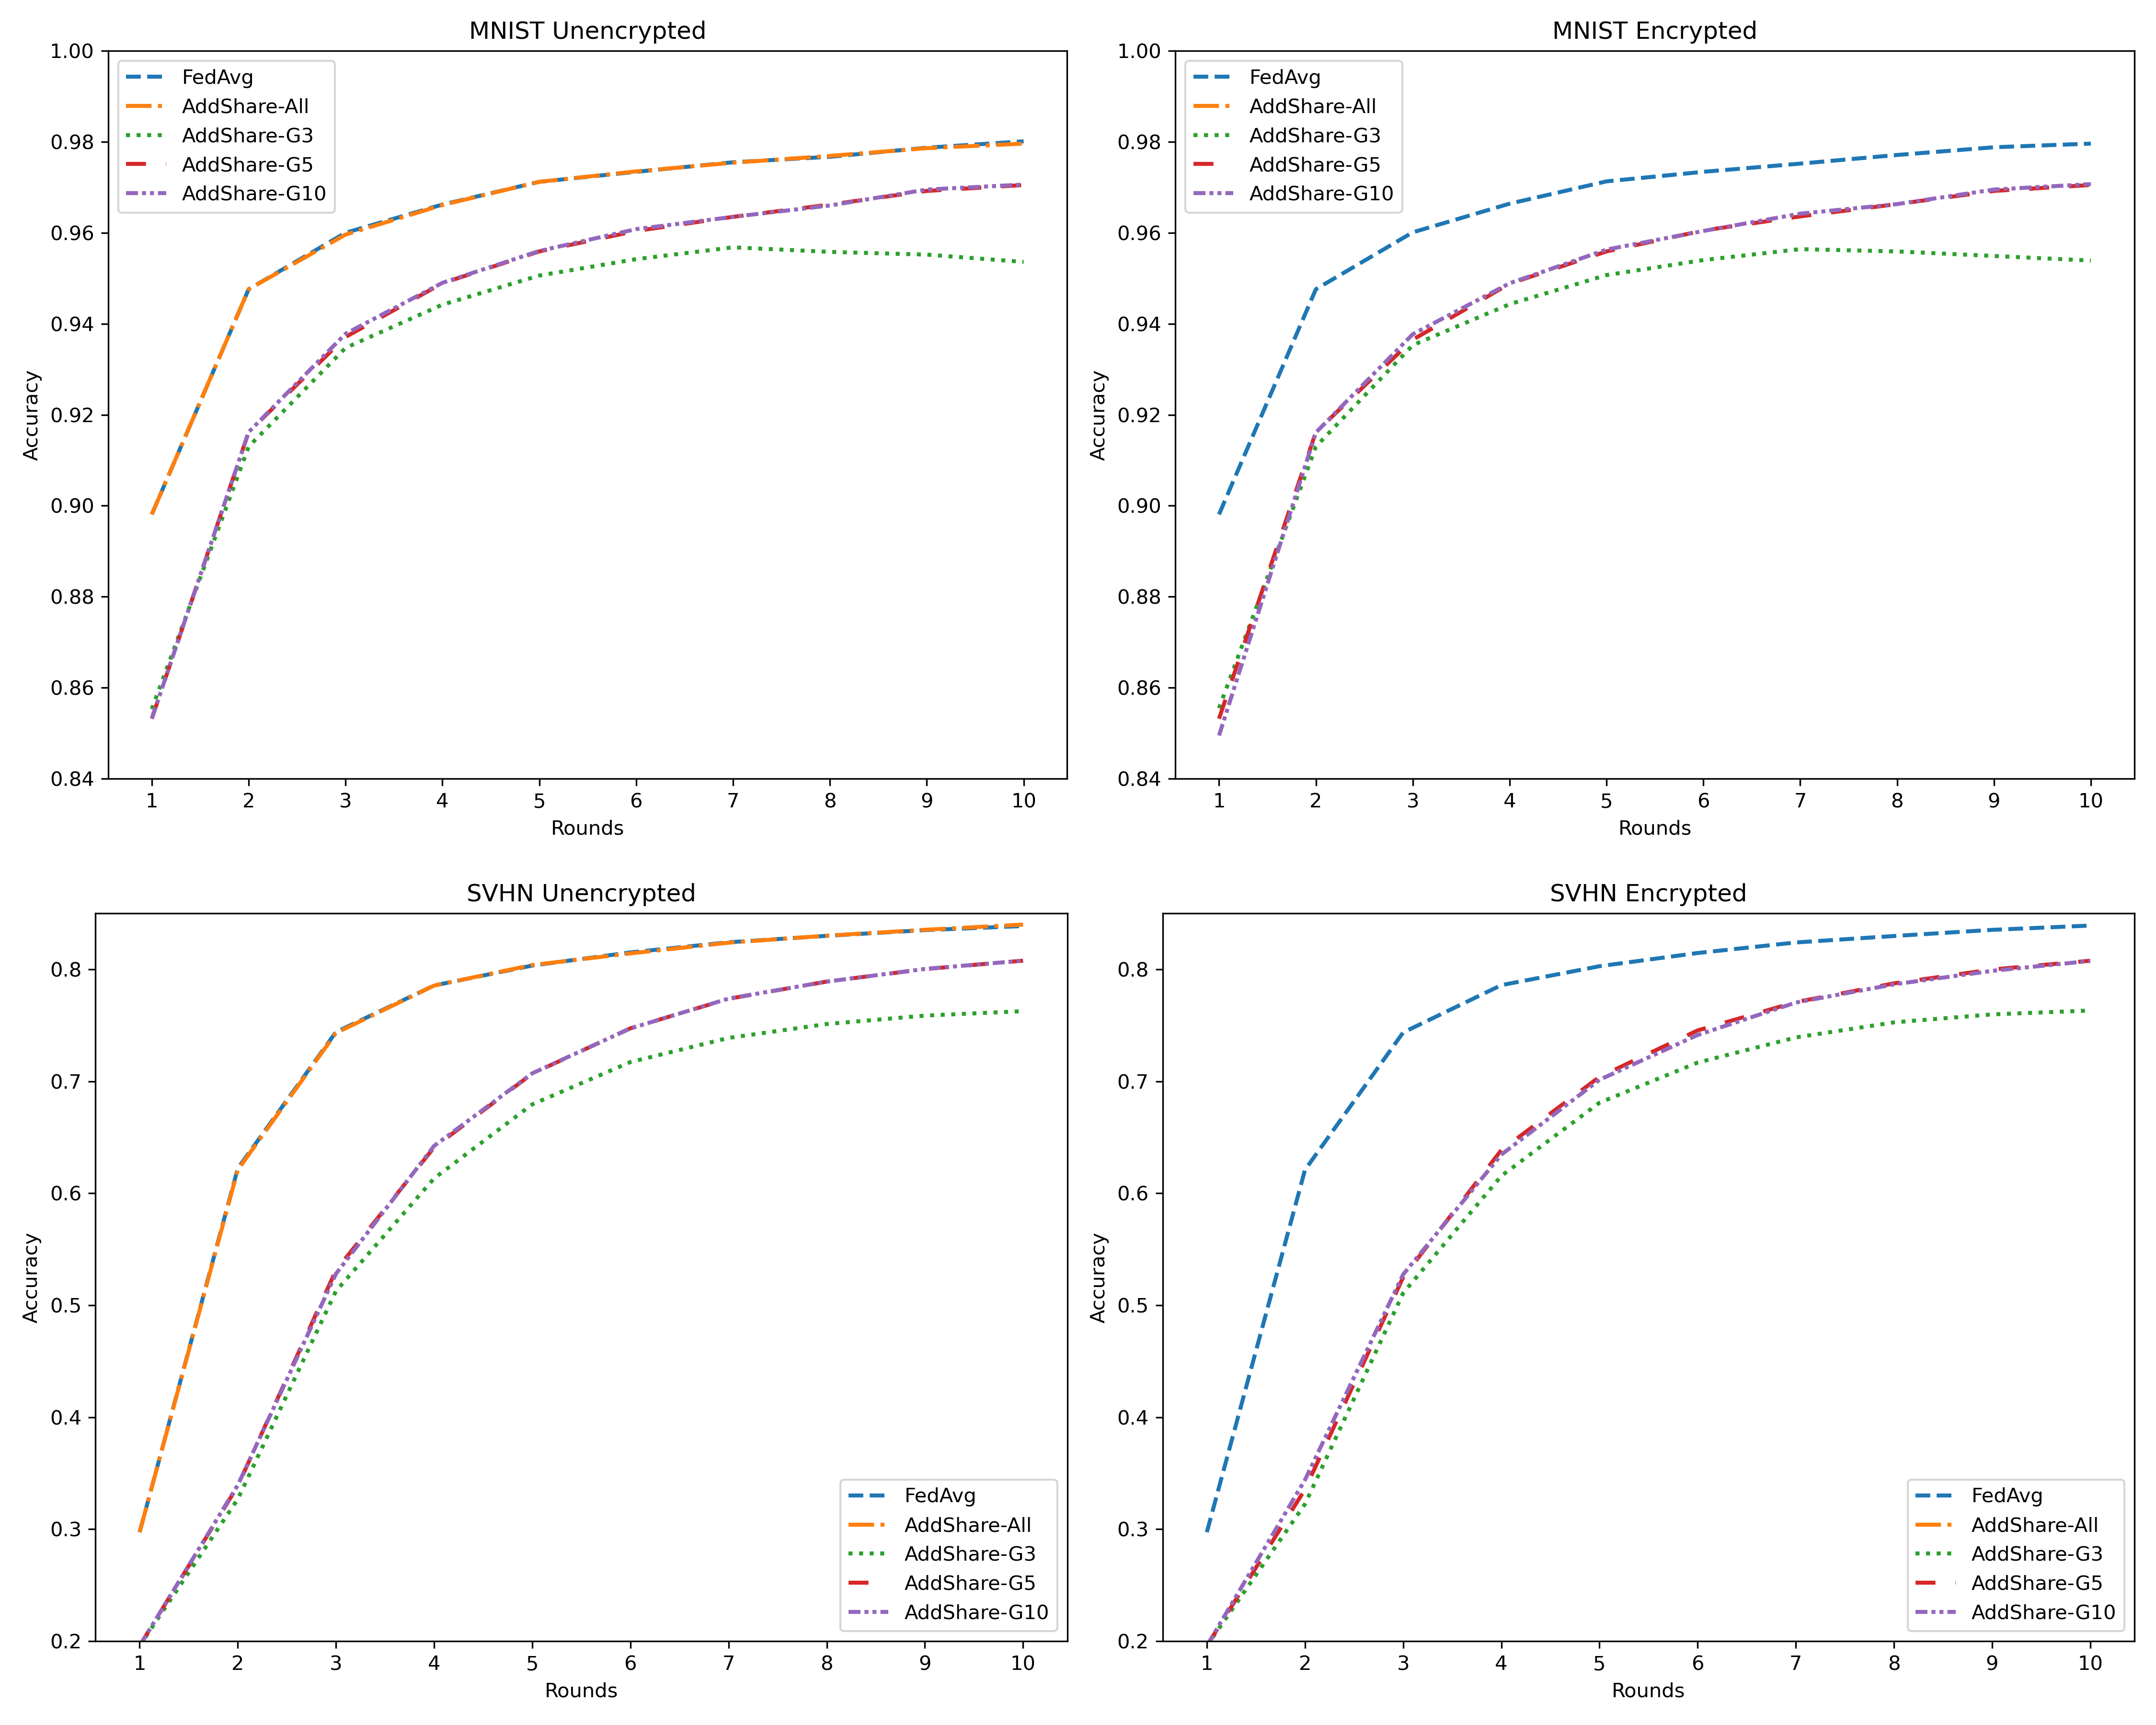 MNIST Unencrypted
1.00
0.98
0.96
0.94
0.92
0.90
0.88
0.86
0.84
Accuracy
FedAvg
AddShare-All
AddShare-G3
AddShare-G5
AddShare-G10
1 2 3 4 5 6 7 8 9 10
Rounds
MNIST Encrypted
1.00
0.98
0.96
0.94
0.92
0.90
0.88
0.86
0.84
Accuracy
FedAvg
AddShare-All
AddShare-G3
AddShare-G5
AddShare-G10
1 2 3 4 5 6 7 8 9 10
Rounds
SVHN Unencrypted
0.8
0.7
0.6
0.5
0.4
0.3
0.2
Accuracy
FedAvg
AddShare-All
AddShare-G3
AddShare-G5
AddShare-G10
1 2 3 4 5 6 7 8 9 10
Rounds
SVHN Encrypted
0.8
0.7
0.6
0.5
0.4
0.3
0.2
Accuracy
FedAvg
AddShare-All
AddShare-G3
AddShare-G5
AddShare-G10
1 2 3 4 5 6 7 8 9 10
Rounds